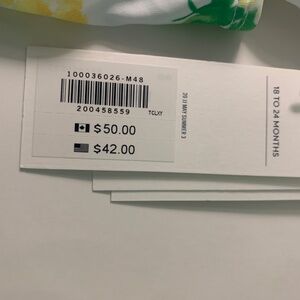 100036026-M48
200458559
TCLXY
$50.00
$42.00
18 TO 24 MONTHS